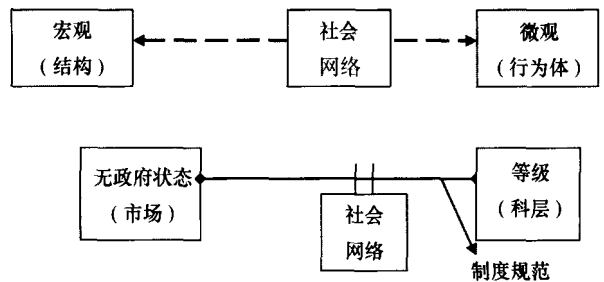 宏观
（结构）
社会
网络
微观
（行为体）
无政府状态
（市场）
社会
网络
等级
（科层）
制度规范